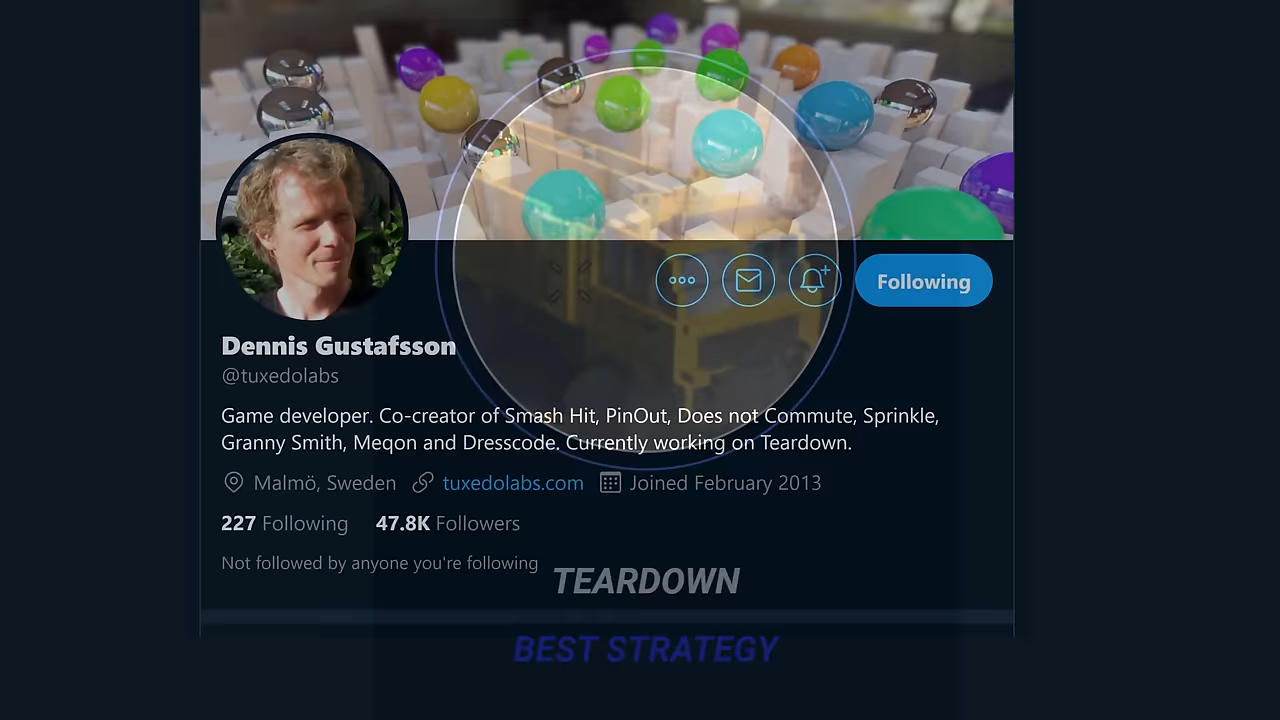 Following
Dennis Gustafsson
@tuxedolabs
Game developer. Co-creator of Smash Hit, PinOut, Does not Commute, Sprinkle,
Granny Smith, Meqon and Dresscode. Currently working on Teardown.
Malmö, Sweden tuxedolabs.com Joined February 2013
227 Following 47.8K Followers
Not followed by anyone you're following
TEARDOWN
BEST STRATEGY